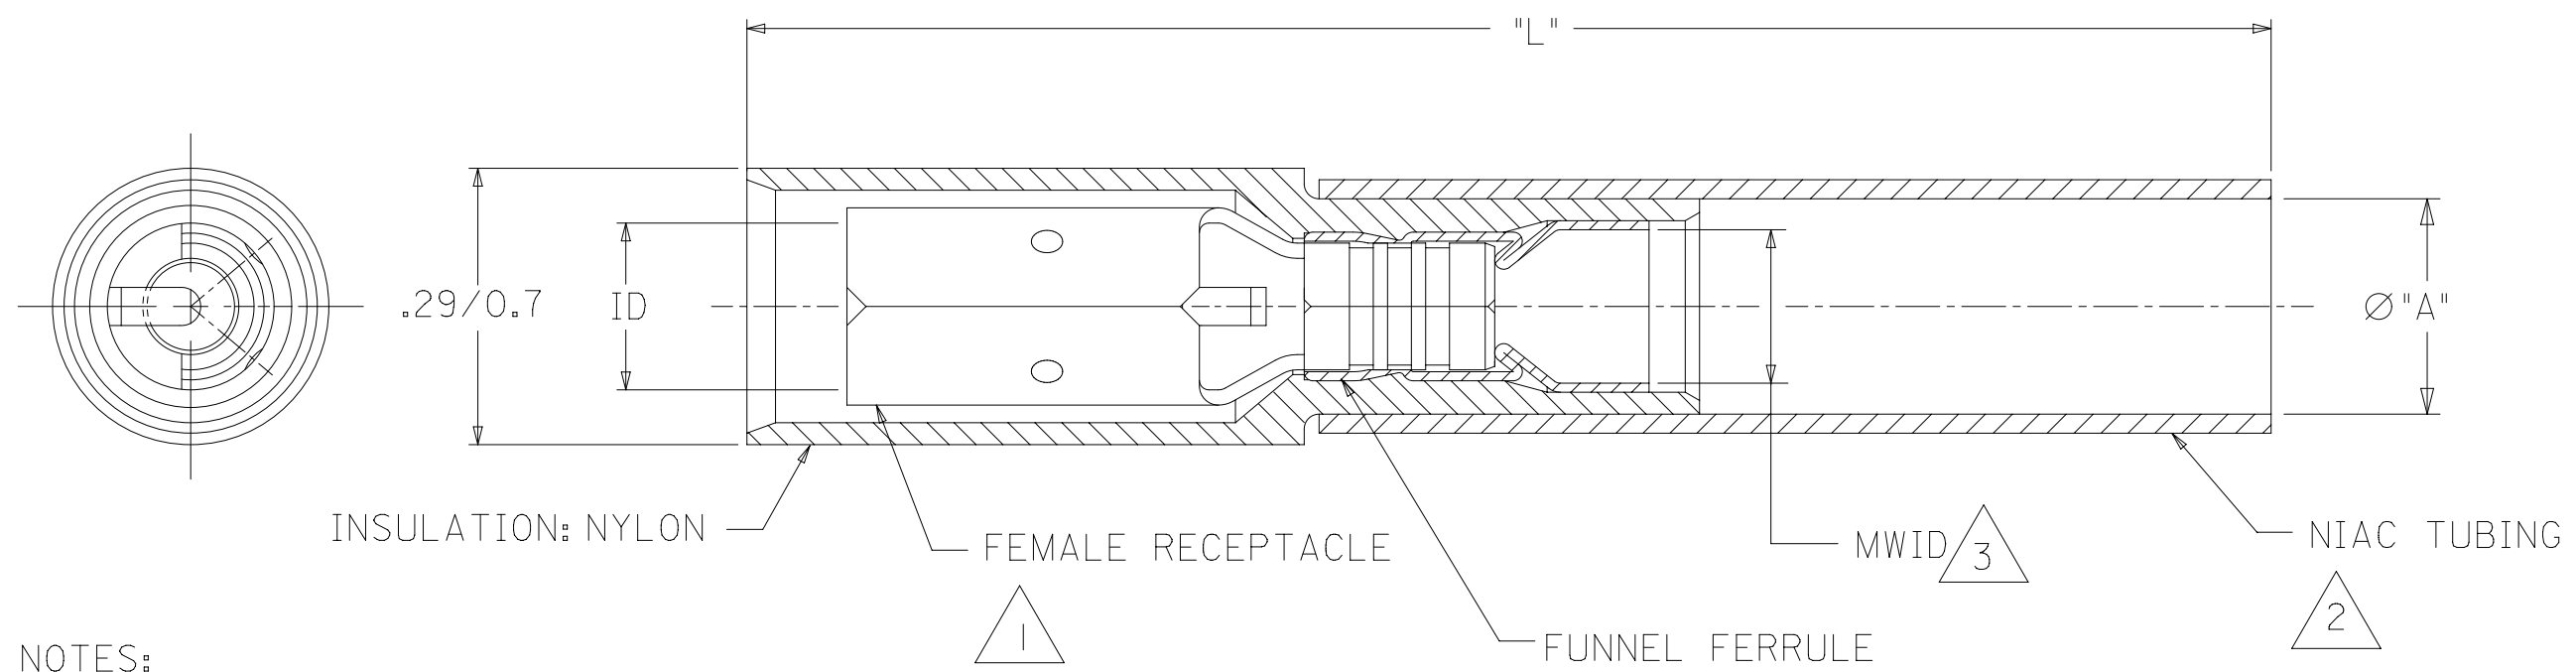 "L"
.29/0.7
ID
Ø"A"
INSULATION: NYLON
FEMALE RECEPTACLE
1
MWID
3
NIAC TUBING
2
FUNNEL FERRULE
NOTES: